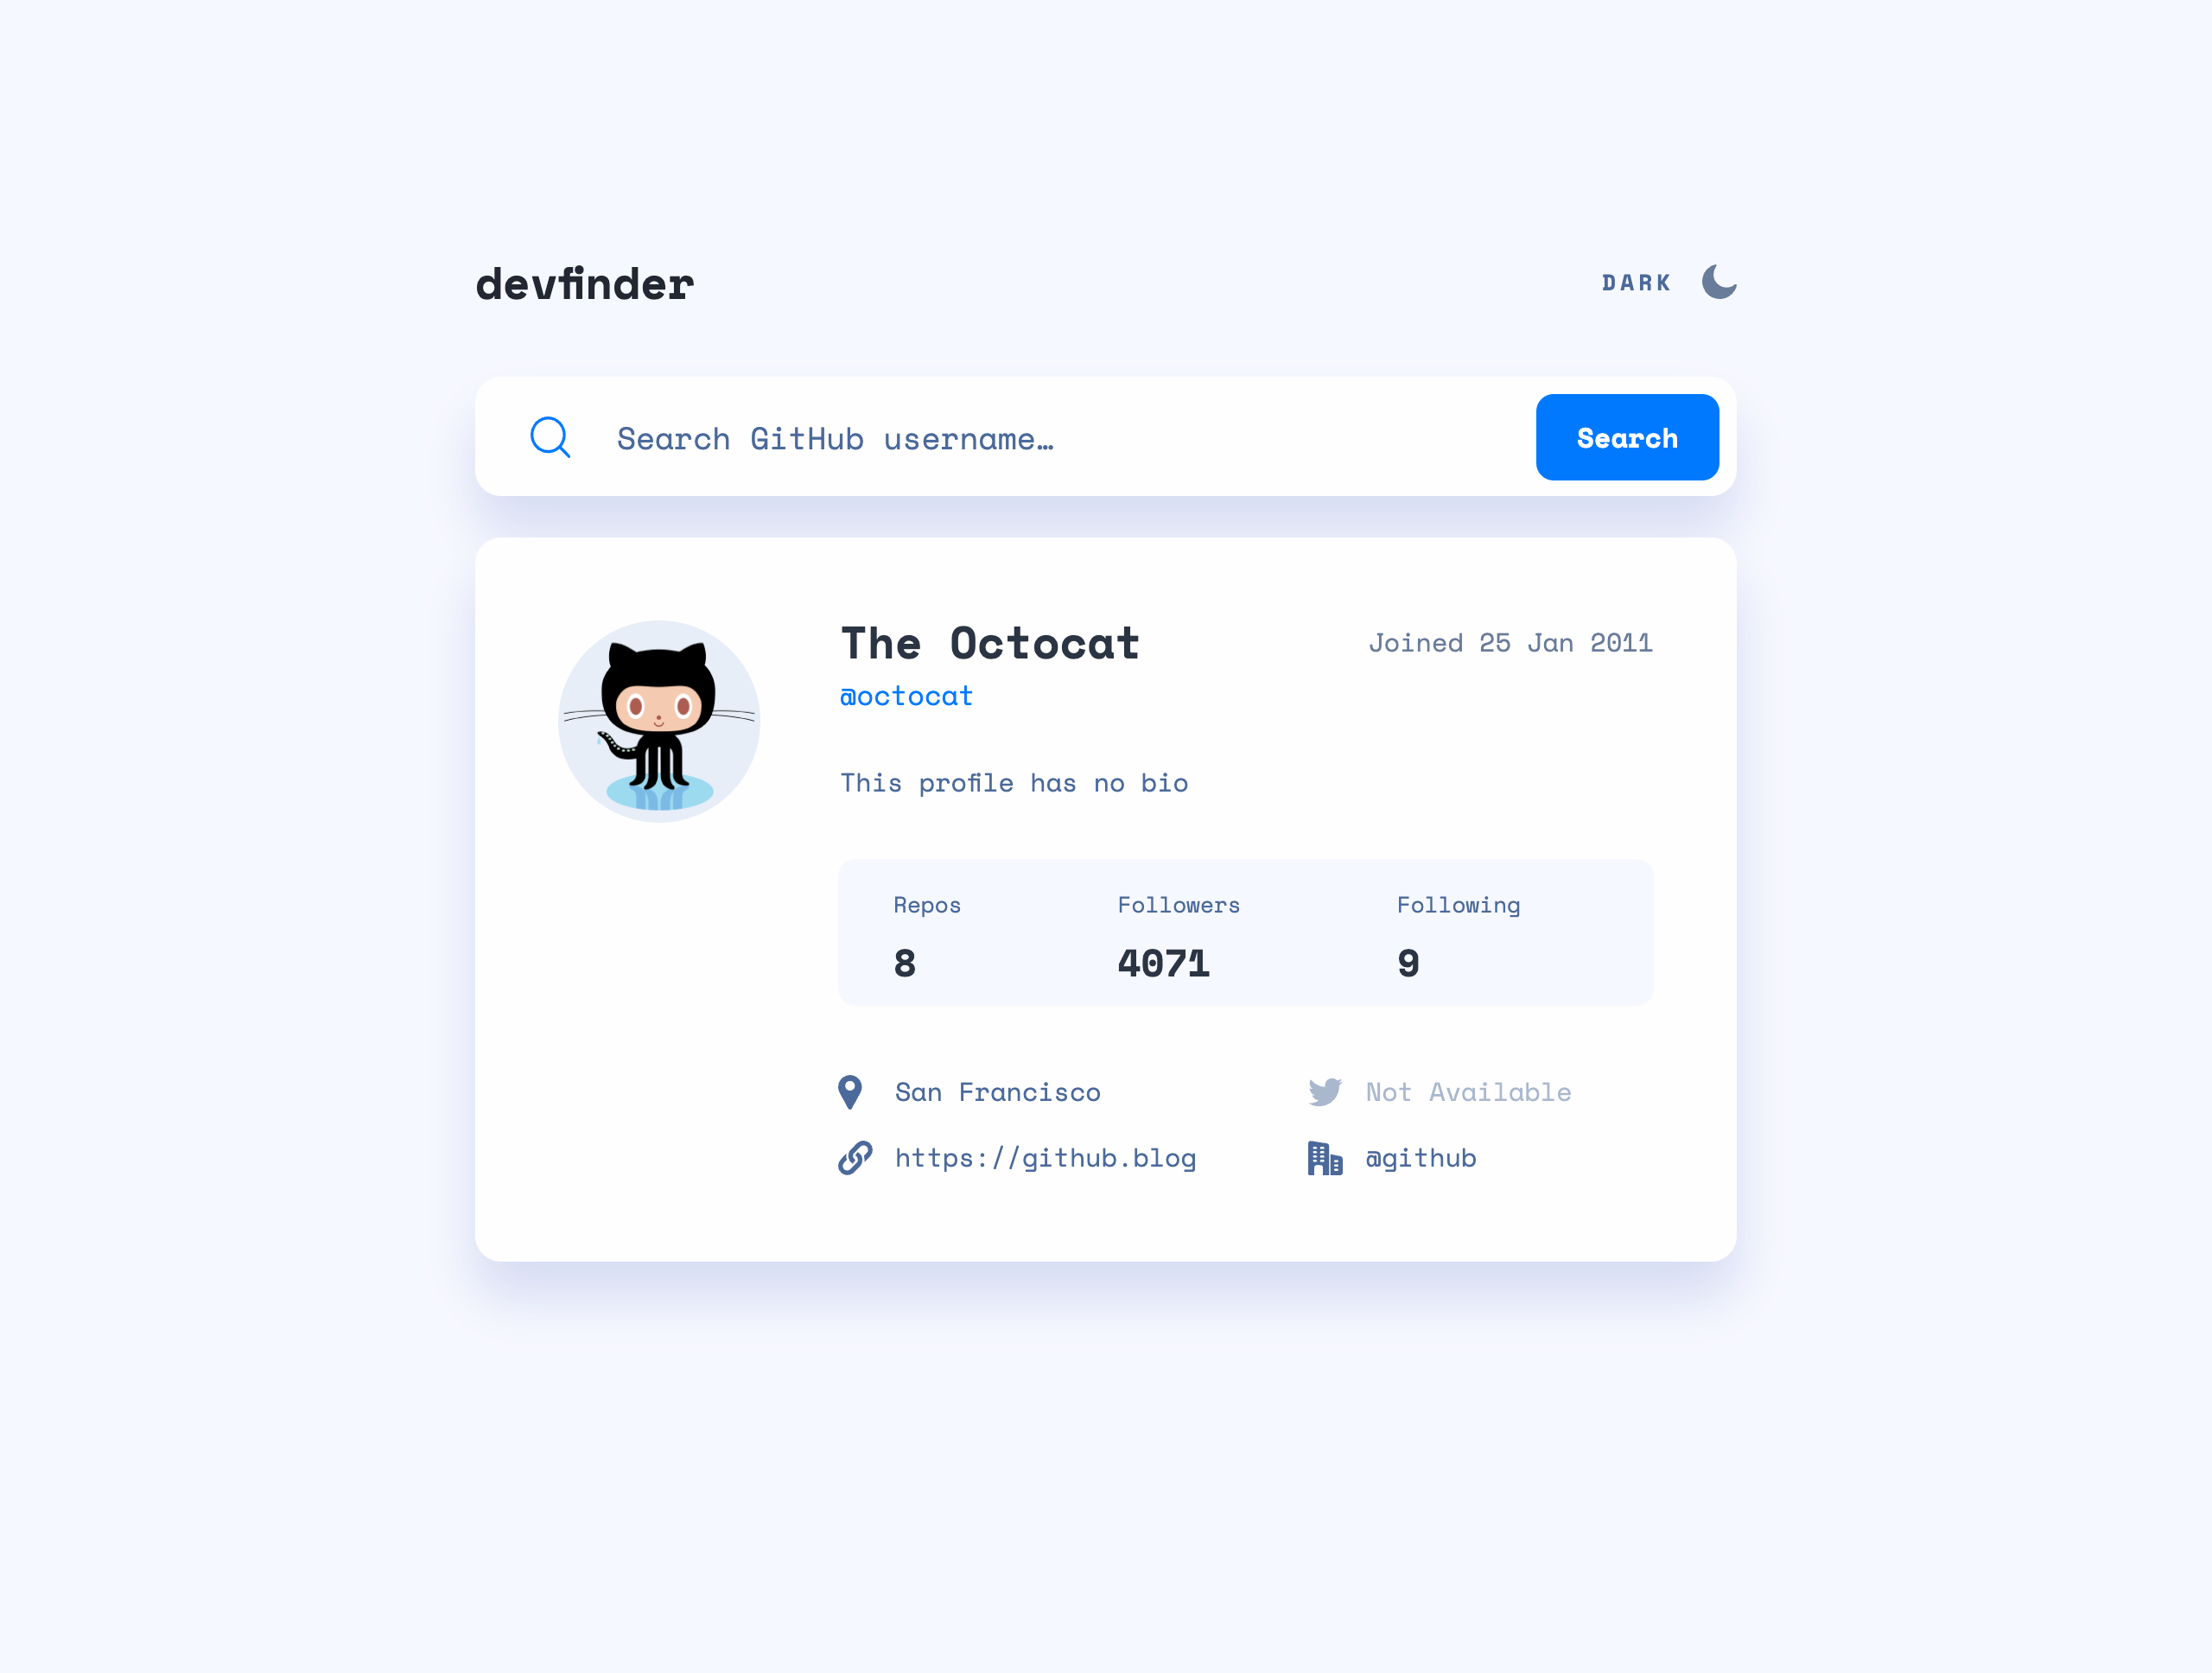 devfinder
DARK
Search GitHub username…
Search
The Octocat
Joined 25 Jan 2011
@octocat
This profile has no bio
Repos
Followers
Following
8
4071
9
San Francisco
Not Available
https://github.blog
@github